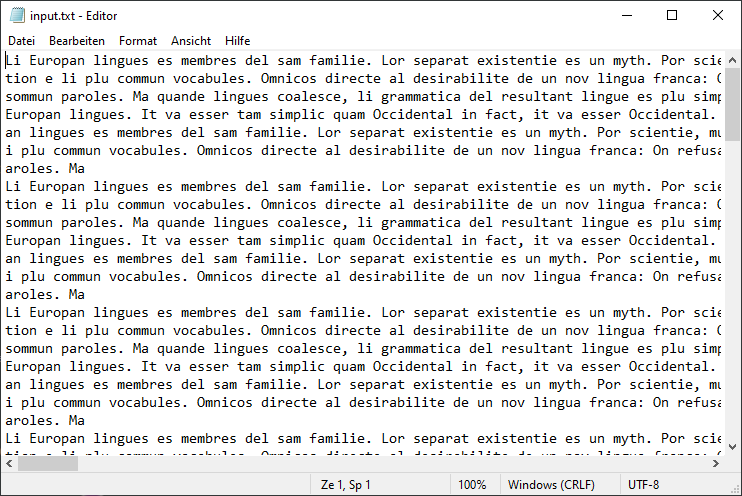 input.txt - Editor
Datei Bearbeiten Format Ansicht Hilfe
Li Europan lingues es membres del sam familie. Lor separat existentie es un myth. Por scie
tion e li plu commun vocabules. Omnicos directe al desirabilite de un nov lingua franca: O
sommun paroles. Ma quande lingues coalesce, li grammatica del resultant lingue es plu simp
Europan lingues. It va esser tam simplic quam Occidental in fact, it va esser Occidental.
an lingues es membres del sam familie. Lor separat existentie es un myth. Por scientie, mu
i plu commun vocabules. Omnicos directe al desirabilite de un nov lingua franca: On refusa
aroles. Ma
Li Europan lingues es membres del sam familie. Lor separat existentie es un myth. Por scie
tion e li plu commun vocabules. Omnicos directe al desirabilite de un nov lingua franca: O
sommun paroles. Ma quande lingues coalesce, li grammatica del resultant lingue es plu simp
Europan lingues. It va esser tam simplic quam Occidental in fact, it va esser Occidental.
an lingues es membres del sam familie. Lor separat existentie es un myth. Por scientie, mu
i plu commun vocabules. Omnicos directe al desirabilite de un nov lingua franca: On refusa
aroles. Ma
Li Europan lingues es membres del sam familie. Lor separat existentie es un myth. Por scie
tion e li plu commun vocabules. Omnicos directe al desirabilite de un nov lingua franca: O
sommun paroles. Ma quande lingues coalesce, li grammatica del resultant lingue es plu simp
Europan lingues. It va esser tam simplic quam Occidental in fact, it va esser Occidental.
an lingues es membres del sam familie. Lor separat existentie es un myth. Por scientie, mu
i plu commun vocabules. Omnicos directe al desirabilite de un nov lingua franca: On refusa
aroles. Ma
Li Europan lingues es membres del sam familie. Lor separat existentie es un myth. Por scie
tion e li plu commun vocabules. Omnicos directe al desirabilite de un nov lingua franca: O
Ze 1, Sp 1 100% Windows (CRLF) UTF-8